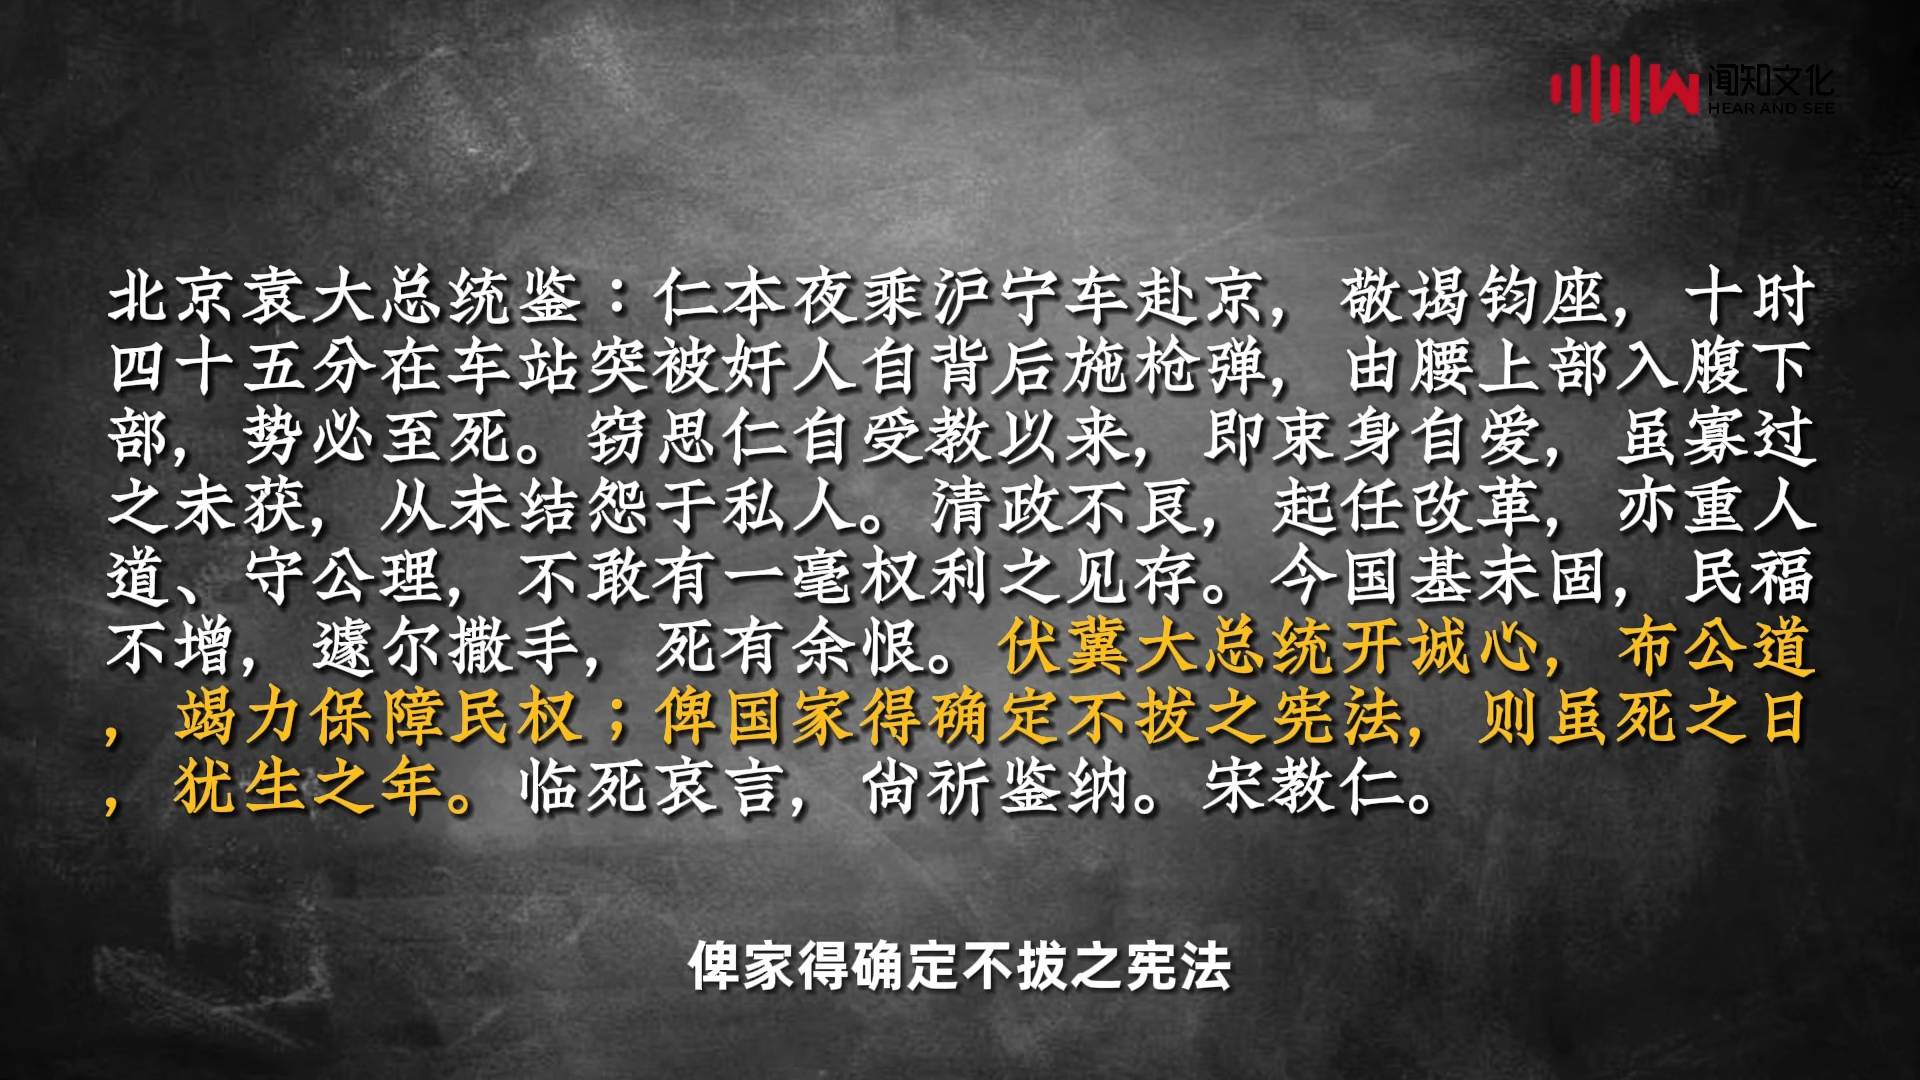 闻知文化
HEAR AND SEE
北京袁大总统鉴：仁本夜乘沪宁车赴京，敬谒钧座，十时
四十五分在车站突被奸人自背后施枪弹，由腰上部入腹下
部，势必至死。窃思仁自受教以来，即束身自爱，虽寡过
之未获，从未结怨于私人。清政不良，起任改革，亦重人
道、守公理，不敢有一毫权利之见存。今国基未固，民福
不增，遽尔撒手，死有余恨。伏冀大总统开诚心，布公道
，竭力保障民权；俾国家得确定不拔之宪法，则虽死之日
，犹生之年。临死哀言，尚祈鉴纳。宋教仁。
俾家得确定不拔之宪法